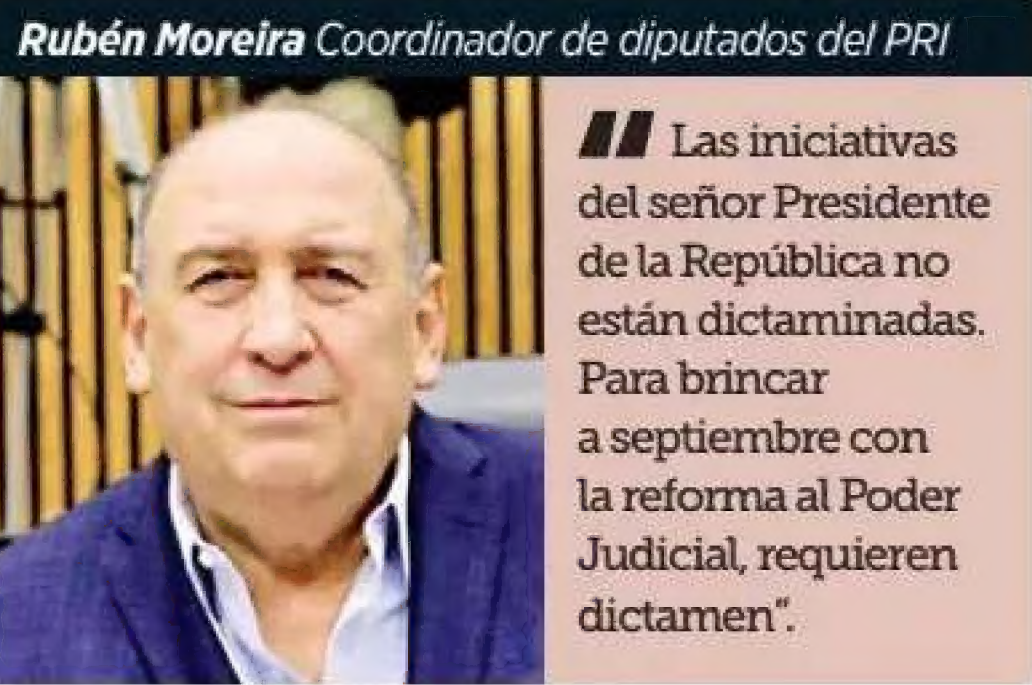 Rubén Moreira Coordinador de diputados del PRI
"Las iniciativas
del señor Presidente
de la República no
están dictaminadas.
Para brincar
a septiembre con
la reforma al Poder
Judicial, requieren
dictamen".